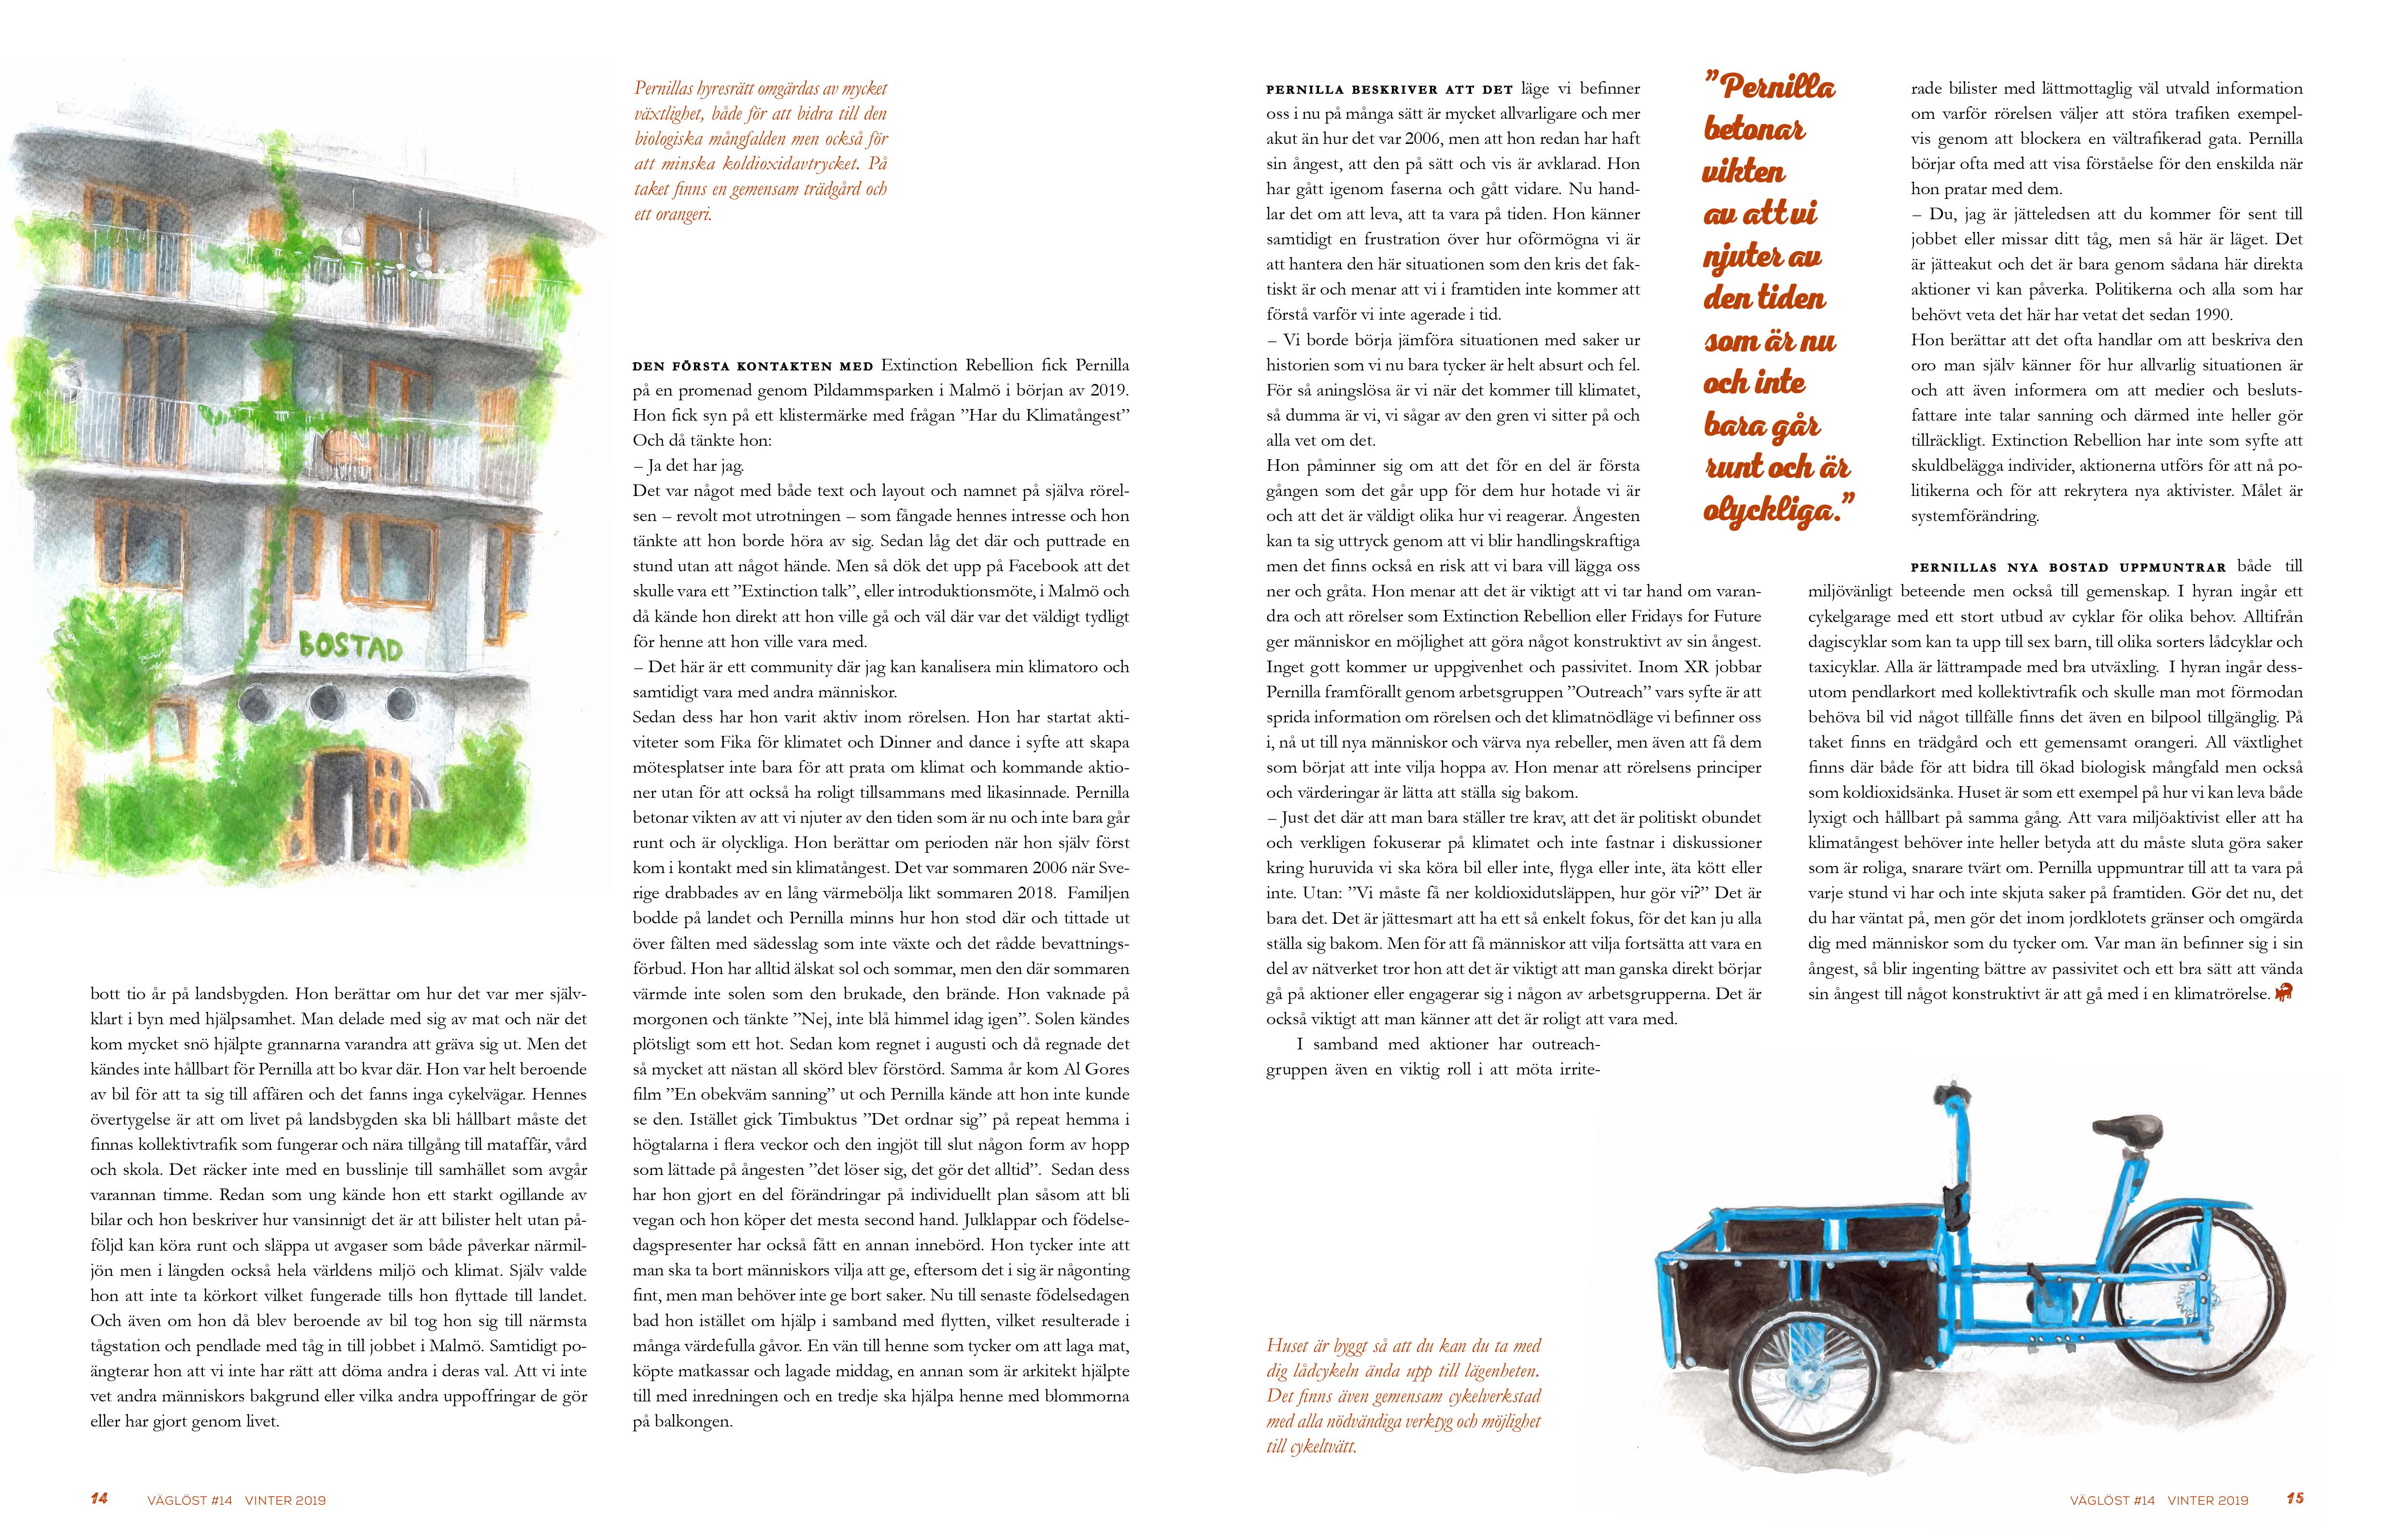 BOSTAD
bott tio år på landsbygden. Hon berättar om hur det var mer själv-
klart i byn med hjälpsamhet. Man delade med sig av mat och när det
kom mycket snö hjälpte grannarna varandra att gräva sig ut. Men det
kändes inte hållbart för Pernilla att bo kvar där. Hon var helt beroende
av bil för att ta sig till affären och det fanns inga cykelvägar. Hennes
övertygelse är att om livet på landsbygden ska bli hållbart måste det
finnas kollektivtrafik som fungerar och nära tillgång till mataffär, vård
och skola. Det räcker inte med en busslinje till samhället som avgår
varannan timme. Redan som ung kände hon ett starkt ogillande av
bilar och hon beskriver hur vansinnigt det är att bilister helt utan på-
följd kan köra runt och släppa ut avgaser som både påverkar närmil-
jön men i längden också hela världens miljö och klimat. Själv valde
hon att inte ta körkort vilket fungerade tills hon flyttade till landet.
Och även om hon då blev beroende av bil tog hon sig till närmsta
tågstation och pendlade med tåg in till jobbet i Malmö. Samtidigt po-
ängterar hon att vi inte har rätt att döma andra i deras val. Att vi inte
vet andra människors bakgrund eller vilka andra uppoffringar de gör
eller har gjort genom livet.
Pernillas hyresrätt omgärdas av mycket
växtlighet, både för att bidra till den
biologiska mångfalden men också för
att minska koldioxidavtrycket. På
taket finns en gemensam trädgård och
ett orangeri.
DEN FÖRSTA KONTAKTEN MED Extinction Rebellion fick Pernilla
på en promenad genom Pildammsparken i Malmö i början av 2019.
Hon fick syn på ett klistermärke med frågan ”Har du Klimatångest”
Och då tänkte hon:
– Ja det har jag.
Det var något med både text och layout och namnet på själva rörel-
sen – revolt mot utrotningen – som fångade hennes intresse och hon
tänkte att hon borde höra av sig. Sedan låg det där och puttrade en
stund utan att något hände. Men så dök det upp på Facebook att det
skulle vara ett ”Extinction talk”, eller introduktionsmöte, i Malmö och
då kände hon direkt att hon ville gå och väl där var det väldigt tydligt
för henne att hon ville vara med.
– Det här är ett community där jag kan kanalisera min klimatoro och
samtidigt vara med andra människor.
Sedan dess har hon varit aktiv inom rörelsen. Hon har startat akti-
viteter som Fika för klimatet och Dinner and dance i syfte att skapa
mötesplatser inte bara för att prata om klimat och kommande aktio-
ner utan för att också ha roligt tillsammans med likasinnade. Pernilla
betonar vikten av att vi njuter av den tiden som är nu och inte bara går
runt och är olyckliga. Hon berättar om perioden när hon själv först
kom i kontakt med sin klimatångest. Det var sommaren 2006 när Sve-
rige drabbades av en lång värmebölja likt sommaren 2018. Familjen
bodde på landet och Pernilla minns hur hon stod där och tittade ut
över fälten med sädesslag som inte växte och det rådde bevattnings-
förbud. Hon har alltid älskat sol och sommar, men den där sommaren
värmde inte solen som den brukade, den brände. Hon vaknade på
morgonen och tänkte ”Nej, inte blå himmel idag igen”. Solen kändes
plötsligt som ett hot. Sedan kom regnet i augusti och då regnade det
så mycket att nästan all skörd blev förstörd. Samma år kom Al Gores
film ”En obekväm sanning” ut och Pernilla kände att hon inte kunde
se den. Istället gick Timbuktus ”Det ordnar sig” på repeat hemma i
högtalarna i flera veckor och den ingjöt till slut någon form av hopp
som lättade på ångesten ”det löser sig, det gör det alltid”. Sedan dess
har hon gjort en del förändringar på individuellt plan såsom att bli
vegan och hon köper det mesta second hand. Julklappar och födelse-
dagspresenter har också fått en annan innebörd. Hon tycker inte att
man ska ta bort människors vilja att ge, eftersom det i sig är någonting
fint, men man behöver inte ge bort saker. Nu till senaste födelsedagen
bad hon istället om hjälp i samband med flytten, vilket resulterade i
många värdefulla gåvor. En vän till henne som tycker om att laga mat,
köpte matkassar och lagade middag, en annan som är arkitekt hjälpte
till med inredningen och en tredje ska hjälpa henne med blommorna
på balkongen.
14 VÄGLÖST #14 VINTER 2019
PERNILLA BESKRIVER ATT DET läge vi befinner
oss i nu på många sätt är mycket allvarligare och mer
akut än hur det var 2006, men att hon redan har haft
sin ångest, att den på sätt och vis är avklarad. Hon
har gått igenom faserna och gått vidare. Nu hand-
lar det om att leva, att ta vara på tiden. Hon känner
samtidigt en frustration över hur oförmögna vi är
att hantera den här situationen som den kris det fak-
tiskt är och menar att vi i framtiden inte kommer att
förstå varför vi inte agerade i tid.
– Vi borde börja jämföra situationen med saker ur
historien som vi nu bara tycker är helt absurt och fel.
För så aningslösa är vi när det kommer till klimatet,
så dumma är vi, vi sågar av den gren vi sitter på och
alla vet om det.
Hon påminner sig om att det för en del är första
gången som det går upp för dem hur hotade vi är
och att det är väldigt olika hur vi reagerar. Ångesten
kan ta sig uttryck genom att vi blir handlingskraftiga
men det finns också en risk att vi bara vill lägga oss
ner och gråta. Hon menar att det är viktigt att vi tar hand om varan-
dra och att rörelser som Extinction Rebellion eller Fridays for Future
ger människor en möjlighet att göra något konstruktivt av sin ångest.
Inget gott kommer ur uppgivenhet och passivitet. Inom XR jobbar
Pernilla framförallt genom arbetsgruppen ”Outreach” vars syfte är att
sprida information om rörelsen och det klimatnödläge vi befinner oss
i, nå ut till nya människor och värva nya rebeller, men även att få dem
som börjat att inte vilja hoppa av. Hon menar att rörelsens principer
och värderingar är lätta att ställa sig bakom.
– Just det där att man bara ställer tre krav, att det är politiskt obundet
och verkligen fokuserar på klimatet och inte fastnar i diskussioner
kring huruvida vi ska köra bil eller inte, flyga eller inte, äta kött eller
inte. Utan: ”Vi måste få ner koldioxidutsläppen, hur gör vi?” Det är
bara det. Det är jättesmart att ha ett så enkelt fokus, för det kan ju alla
ställa sig bakom. Men för att få människor att vilja fortsätta att vara en
del av nätverket tror hon att det är viktigt att man ganska direkt börjar
gå på aktioner eller engagerar sig i någon av arbetsgrupperna. Det är
också viktigt att man känner att det är roligt att vara med.
I samband med aktioner har outreach-
gruppen även en viktig roll i att möta irrite-
”Pernilla
betonar
vikten
av att vi
njuter av
den tiden
som är nu
och inte
bara går
runt och är
olyckliga.”
rade bilister med lättmottaglig väl utvald information
om varför rörelsen väljer att störa trafiken exempel-
vis genom att blockera en vältrafikerad gata. Pernilla
börjar ofta med att visa förståelse för den enskilda när
hon pratar med dem.
– Du, jag är jätteledsen att du kommer för sent till
jobbet eller missar ditt tåg, men så här är läget. Det
är jätteakut och det är bara genom sådana här direkta
aktioner vi kan påverka. Politikerna och alla som har
behövt veta det här har vetat det sedan 1990.
Hon berättar att det ofta handlar om att beskriva den
oro man själv känner för hur allvarlig situationen är
och att även informera om att medier och besluts-
fattare inte talar sanning och därmed inte heller gör
tillräckligt. Extinction Rebellion har inte som syfte att
skuldbelägga individer, aktionerna utförs för att nå po-
litikerna och för att rekrytera nya aktivister. Målet är
systemförändring.
PERNILLAS NYA BOSTAD UPPMUNTRAR både till
miljövänligt beteende men också till gemenskap. I hyran ingår ett
cykelgarage med ett stort utbud av cyklar för olika behov. Alltifrån
dagiscyklar som kan ta upp till sex barn, till olika sorters lådcyklar och
taxicyklar. Alla är lättrampade med bra utväxling. I hyran ingår dess-
utom pendlarkort med kollektivtrafik och skulle man mot förmodan
behöva bil vid något tillfälle finns det även en bilpool tillgänglig. På
taket finns en trädgård och ett gemensamt orangeri. All växtlighet
finns där både för att bidra till ökad biologisk mångfald men också
som koldioxidsänka. Huset är som ett exempel på hur vi kan leva både
lyxigt och hållbart på samma gång. Att vara miljöaktivist eller att ha
klimatångest behöver inte heller betyda att du måste sluta göra saker
som är roliga, snarare tvärt om. Pernilla uppmuntrar till att ta vara på
varje stund vi har och inte skjuta saker på framtiden. Gör det nu, det
du har väntat på, men gör det inom jordklotets gränser och omgärda
dig med människor som du tycker om. Var man än befinner sig i sin
ångest, så blir ingenting bättre av passivitet och ett bra sätt att vända
sin ångest till något konstruktivt är att gå med i en klimatrörelse.
Huset är byggt så att du kan du ta med
dig lådcykeln ända upp till lägenheten.
Det finns även gemensam cykelverkstad
med alla nödvändiga verktyg och möjlighet
till cykeltvätt.
VÄGLÖST #14 VINTER 2019 15